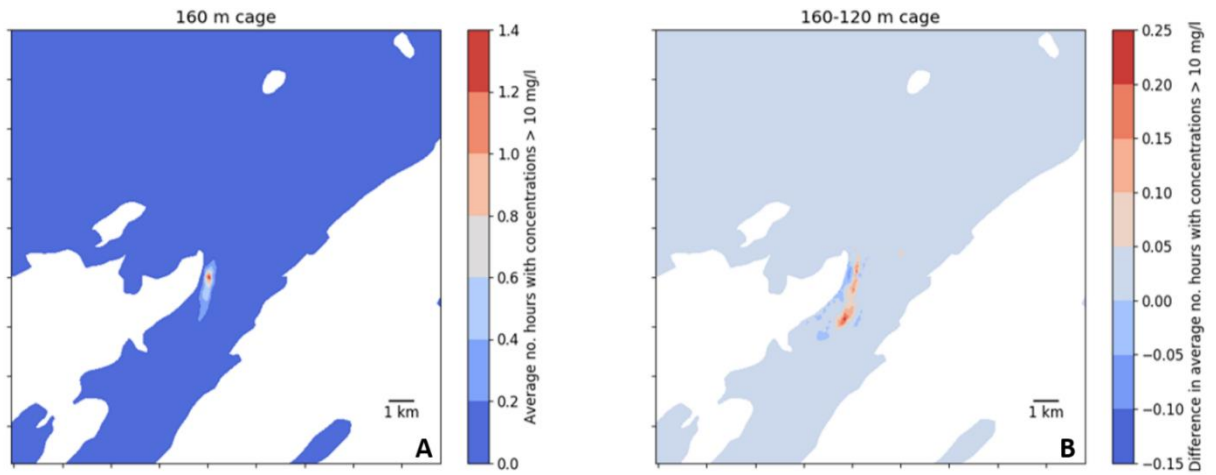 160 m cage
1.4
1.2
1.0
0.8
0.6
0.4
0.2
0.0
Average no. hours with concentrations > 10 mg/l
1 km
A
160-120 m cage
0.25
0.20
0.15
0.10
0.05
0.00
−0.05
−0.10
−0.15
Difference in average no. hours with concentrations > 10 mg/l
1 km
B